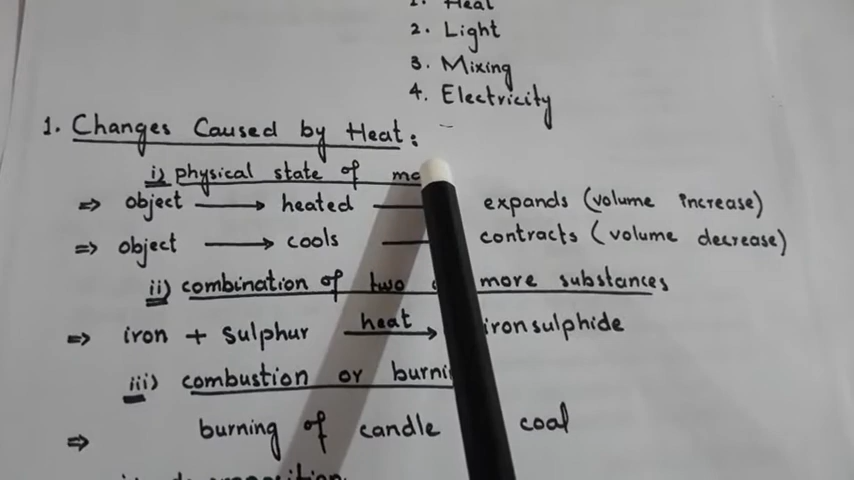 1. Heat
2. Light
3. Mixing
4. Electricity
1. Changes Caused by Heat:
i) physical state of
⇒ object → heated → expands (volume increase)
⇒ object → cools → contracts (volume decrease)
ii) combination of two more substances
⇒ iron + sulphur heat → iron sulphide
iii) combustion or
⇒ burning of candle coal